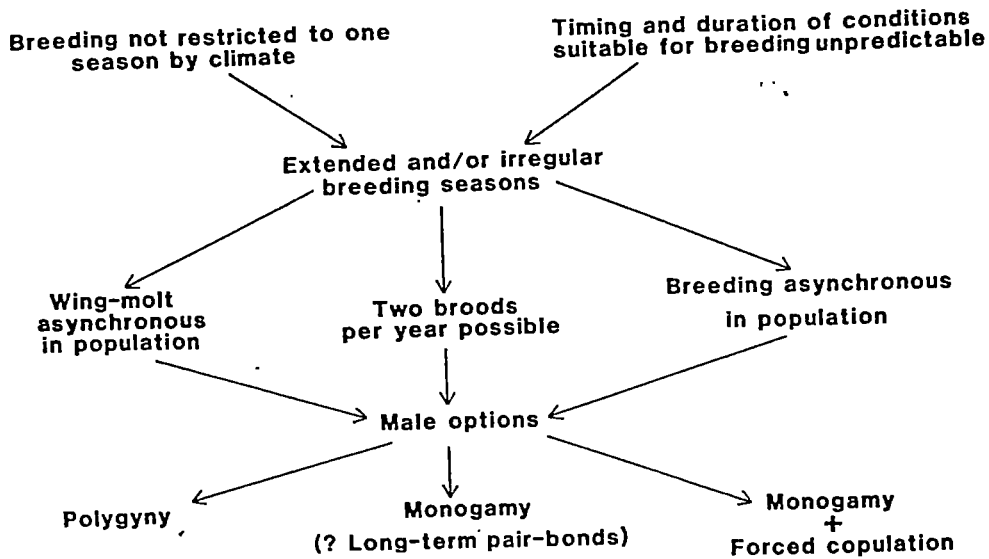 Breeding not restricted to one
season by climate
Timing and duration of conditions
suitable for breeding unpredictable
Extended and/or irregular
breeding seasons
Wing-molt
asynchronous
in population
Two broods
per year possible
Breeding asynchronous
in population
Male options
Polygyny
Monogamy
(? Long-term pair-bonds)
Monogamy
+
Forced copulation